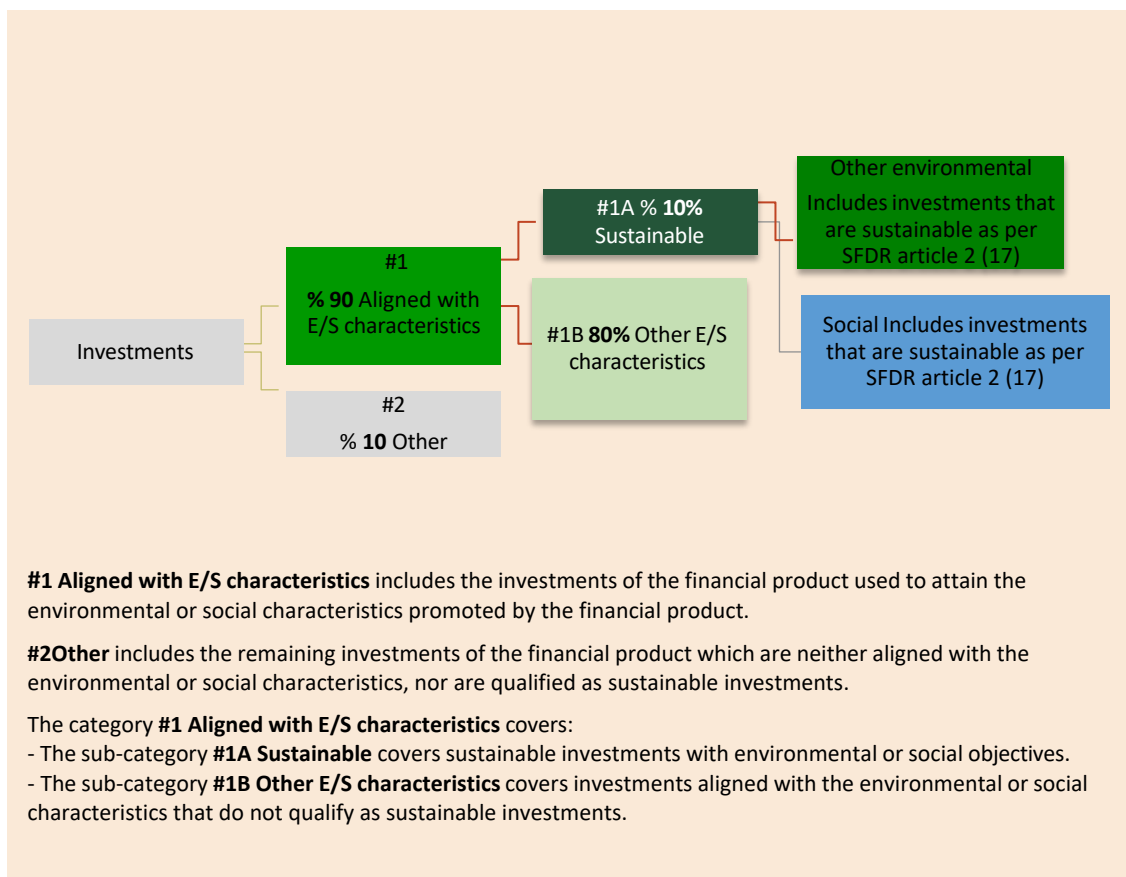 Investments
#1
% 90 Aligned with
E/S characteristics
#2
% 10 Other
#1A % 10%
Sustainable
#1B 80% Other E/S
characteristics
Other environmental
Includes investments that
are sustainable as per
SFDR article 2 (17)
Social Includes investments
that are sustainable as per
SFDR article 2 (17)
#1 Aligned with E/S characteristics includes the investments of the financial product used to attain the
environmental or social characteristics promoted by the financial product.
#2Other includes the remaining investments of the financial product which are neither aligned with the
environmental or social characteristics, nor are qualified as sustainable investments.
The category #1 Aligned with E/S characteristics covers:
- The sub-category #1A Sustainable covers sustainable investments with environmental or social objectives.
- The sub-category #1B Other E/S characteristics covers investments aligned with the environmental or social
characteristics that do not qualify as sustainable investments.